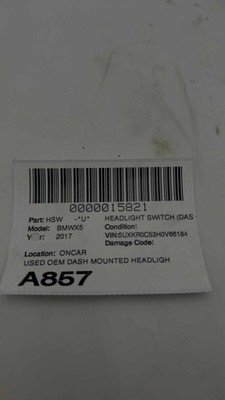 0000015821
Part: HSW -*U* HEADLIGHT SWITCH (DAS
Model: BMWX5 Condition:
Year: 2017 VIN:5UXKR0C53H0V66184
Damage Code:
Location: ONCAR
USED OEM DASH MOUNTED HEADLIGH
A857